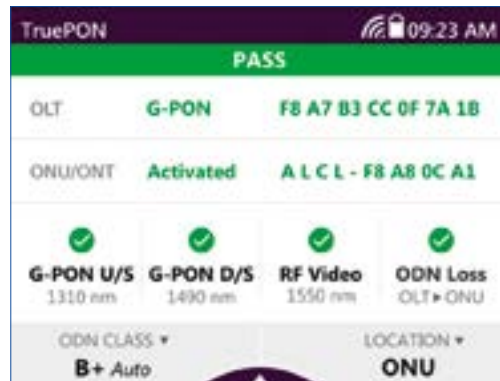 TruePON 09:23 AM
PASS
OLT G-PON F8 A7 B3 CC 0F 7A 1B
ONU/ONT Activated A L C L - F8 A8 0C A1
G-PON U/S G-PON D/S RF Video ODN Loss
1310 nm 1490 nm 1550 nm OLT▸ONU
ODN CLASS ▾ LOCATION ▾
B+ Auto ONU